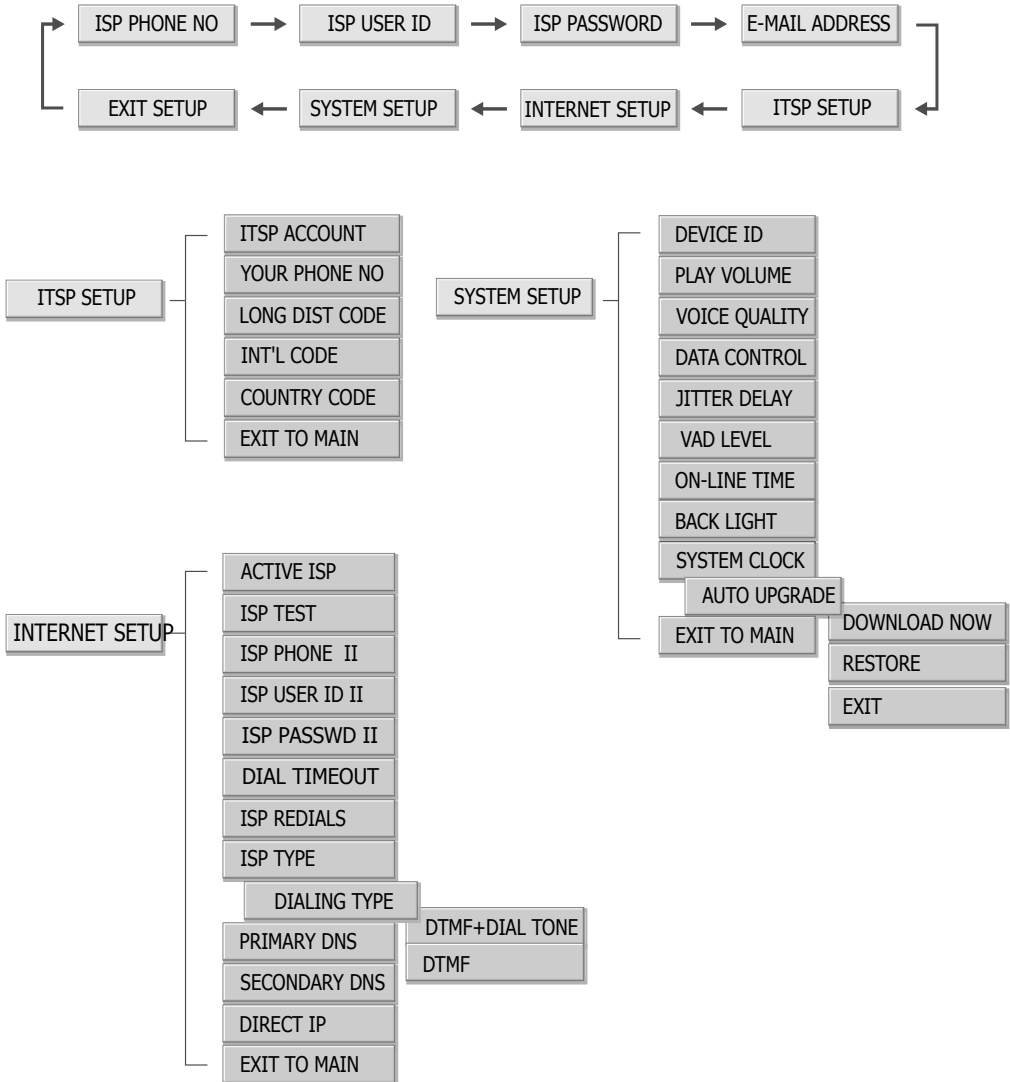 ISP PHONE NO
ISP USER ID
ISP PASSWORD
E-MAIL ADDRESS
EXIT SETUP
SYSTEM SETUP
INTERNET SETUP
ITSP SETUP
ITSP SETUP
ITSP ACCOUNT
YOUR PHONE NO
LONG DIST CODE
INT'L CODE
COUNTRY CODE
EXIT TO MAIN
SYSTEM SETUP
DEVICE ID
PLAY VOLUME
VOICE QUALITY
DATA CONTROL
JITTER DELAY
VAD LEVEL
ON-LINE TIME
BACK LIGHT
SYSTEM CLOCK
AUTO UPGRADE
EXIT TO MAIN
DOWNLOAD NOW
RESTORE
EXIT
INTERNET SETUP
ACTIVE ISP
ISP TEST
ISP PHONE II
ISP USER ID II
ISP PASSWD II
DIAL TIMEOUT
ISP REDIALS
ISP TYPE
DIALING TYPE
DTMF+DIAL TONE
DTMF
PRIMARY DNS
SECONDARY DNS
DIRECT IP
EXIT TO MAIN